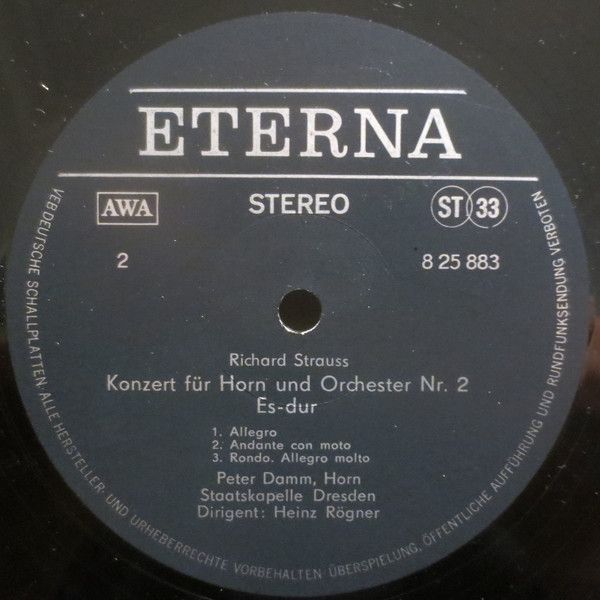 ETERNA
AWA
STEREO
ST 33
2
8 25 883
Richard Strauss
Konzert für Horn und Orchester Nr. 2
Es-dur
1. Allegro
2. Andante con moto
3. Rondo. Allegro molto
Peter Damm, Horn
Staatskapelle Dresden
Dirigent: Heinz Rögner
VEB DEUTSCHE SCHALLPLATTEN · ALLE HERSTELLER- UND URHEBERRECHTE VORBEHALTEN · ÜBERSPIELUNG, ÖFFENTLICHE AUFFÜHRUNG UND RUNDFUNKSENDUNG VERBOTEN